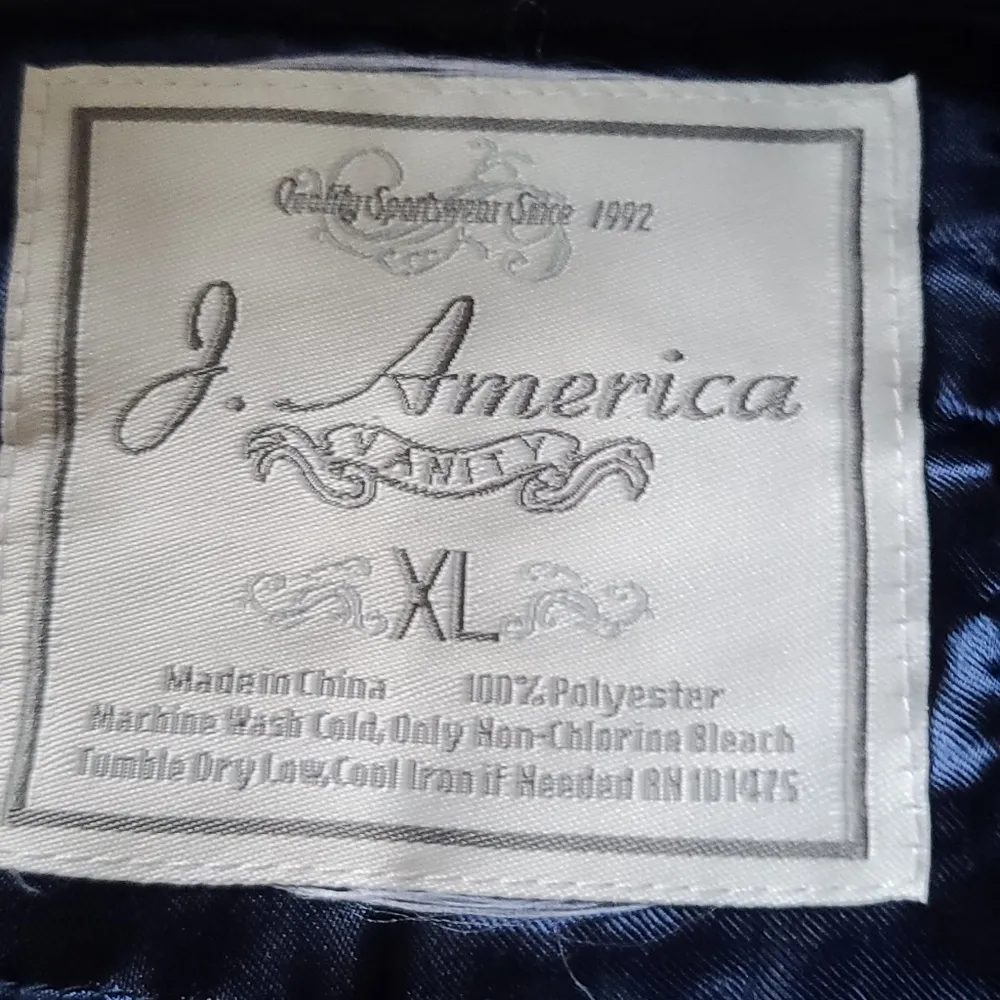 Quality Sportswear Since 1992
J. America
VANITY
XL
Made in China 100% Polyester
Machine Wash Cold, Only Non-Chlorine Bleach
Tumble Dry Low, Cool Iron if Needed RN 101475